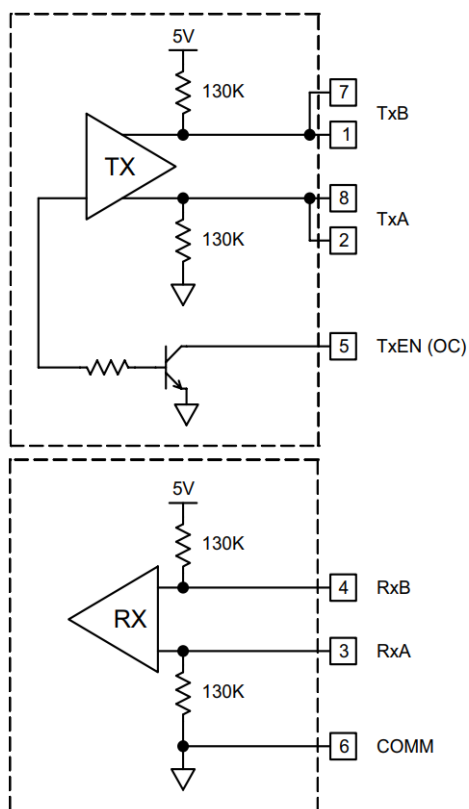 5V
130K
7
TxB
1
TX
8
TxA
130K
2
5 TxEN (OC)
5V
130K
4 RxB
RX
3 RxA
130K
6 COMM